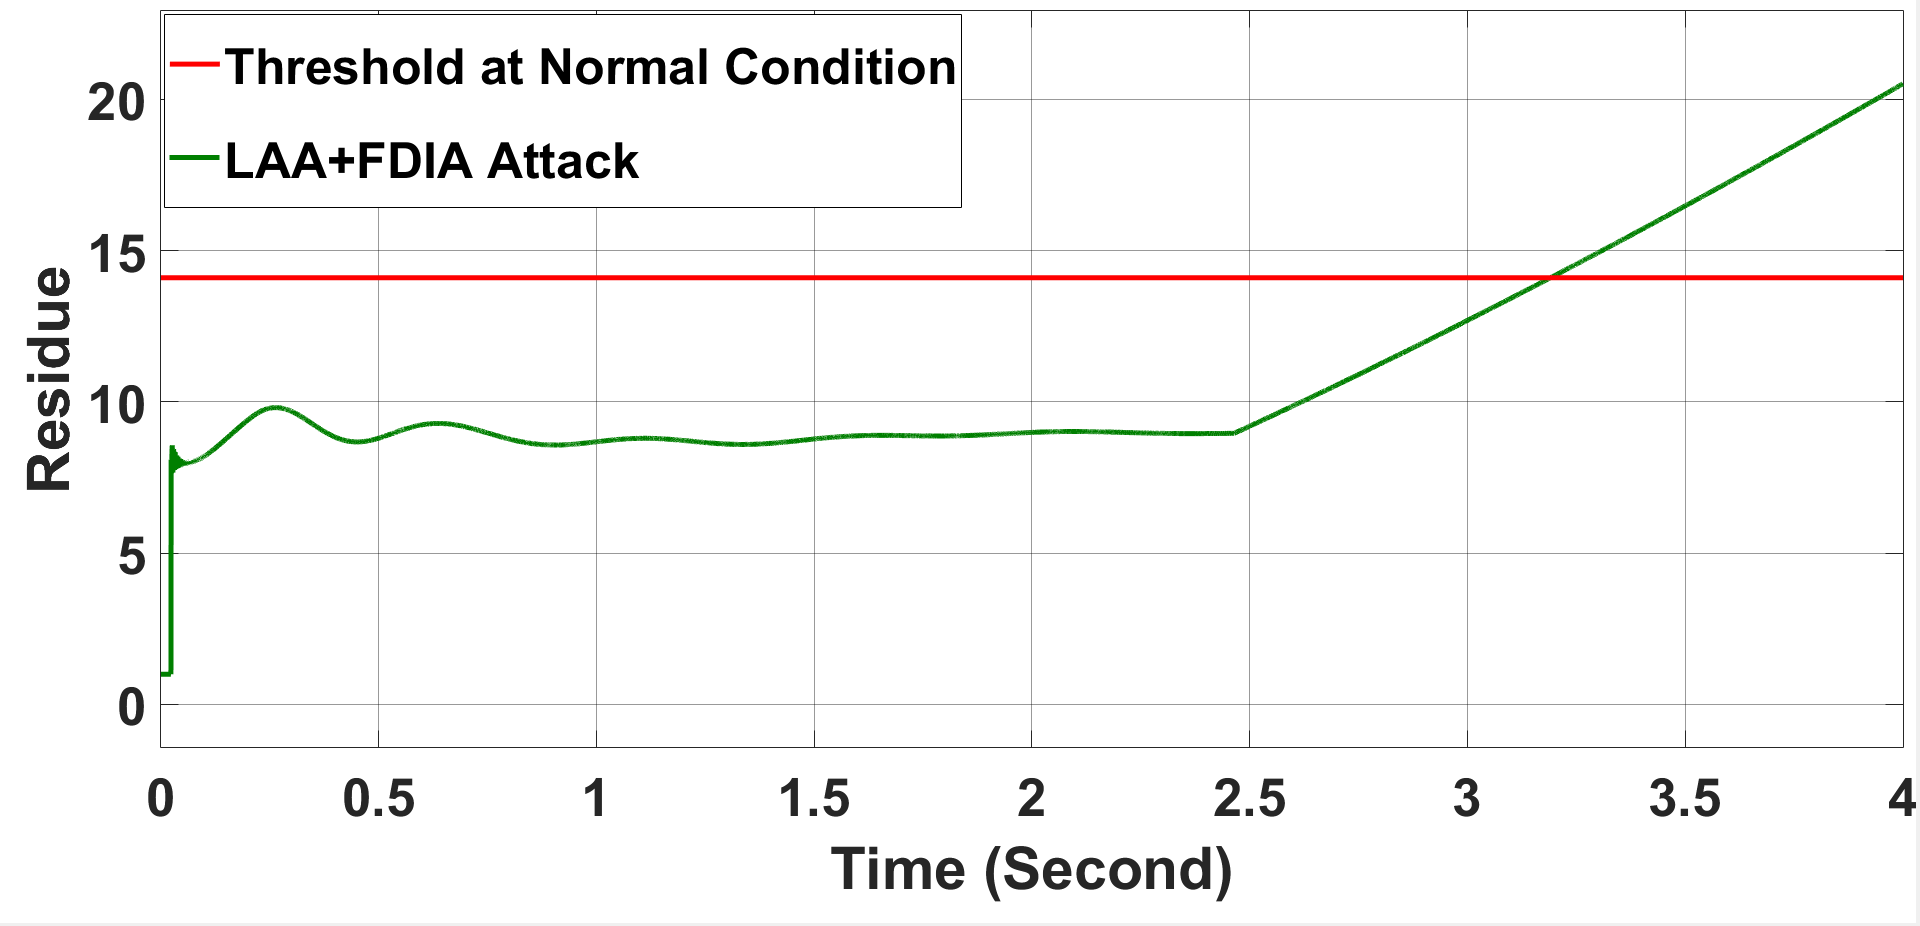 Threshold at Normal Condition
LAA+FDIA Attack
20
15
10
5
0
Residue
0 0.5 1 1.5 2 2.5 3 3.5 4
Time (Second)